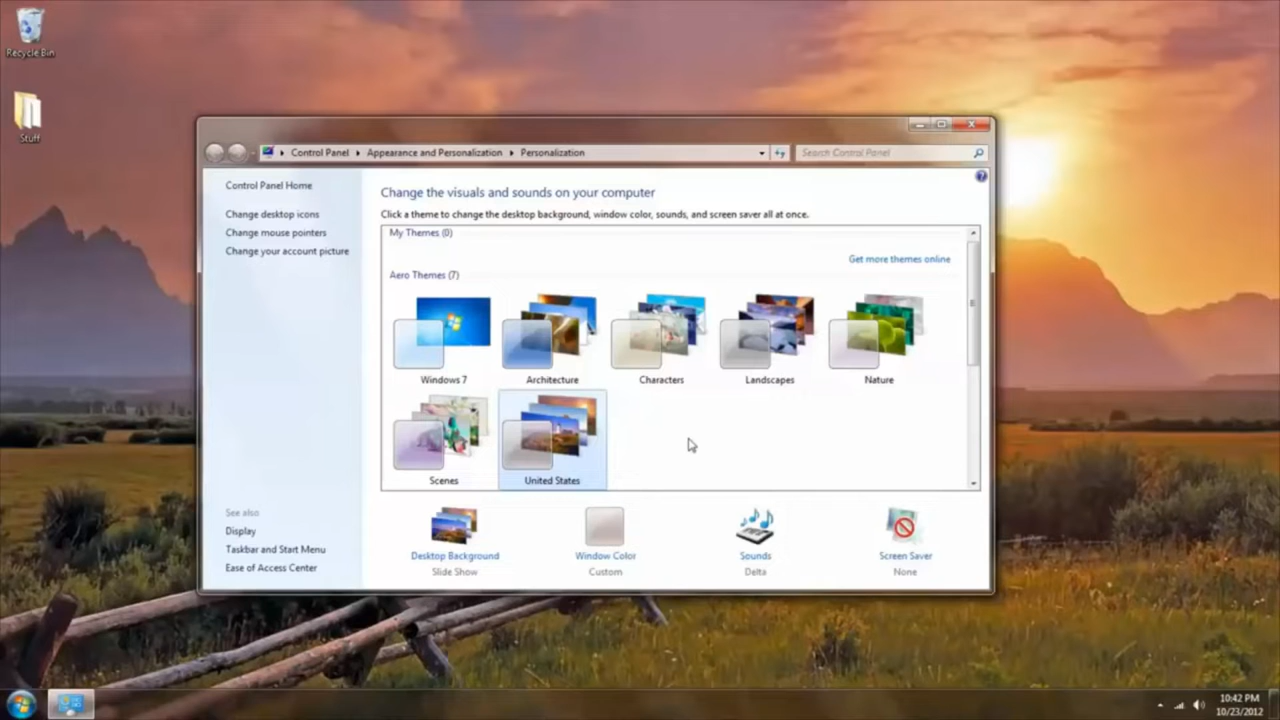 Recycle Bin
Stuff
Control Panel Appearance and Personalization Personalization
Search Control Panel
Control Panel Home
Change desktop icons
Change mouse pointers
Change your account picture
See also
Display
Taskbar and Start Menu
Ease of Access Center
Change the visuals and sounds on your computer
Click a theme to change the desktop background, window color, sounds, and screen saver all at once.
My Themes (0)
Get more themes online
Aero Themes (7)
Windows 7 Architecture Characters Landscapes Nature
Scenes United States
Desktop Background Window Color Sounds Screen Saver
Slide Show Custom Delta None
10:42 PM
10/23/2012